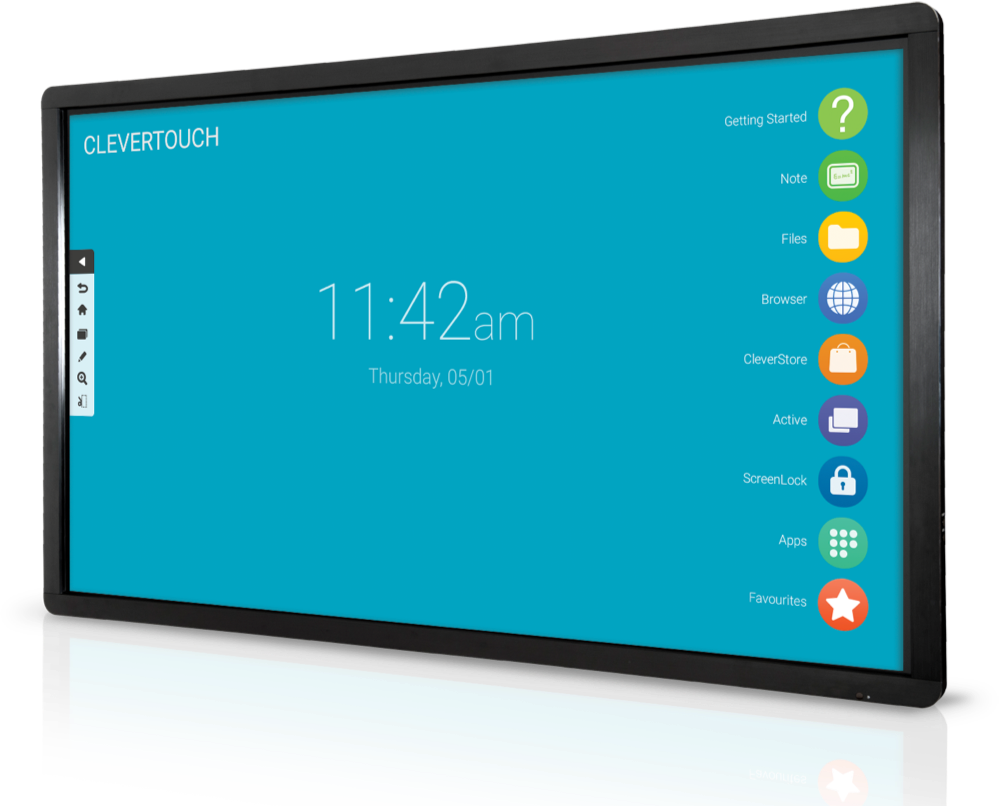 CLEVERTOUCH
11:42am
Thursday, 05/01
Getting Started
Note
Files
Browser
CleverStore
Active
ScreenLock
Apps
Favourites